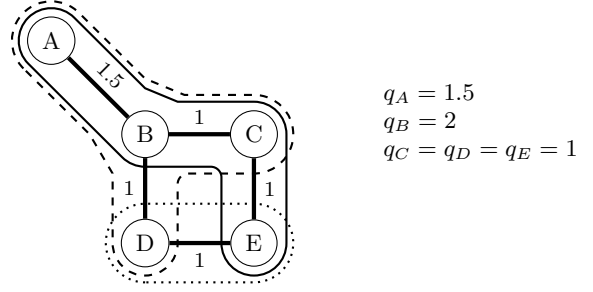 A
1.5
B
1
C
1
1
D
1
E
q_A = 1.5
q_B = 2
q_C = q_D = q_E = 1